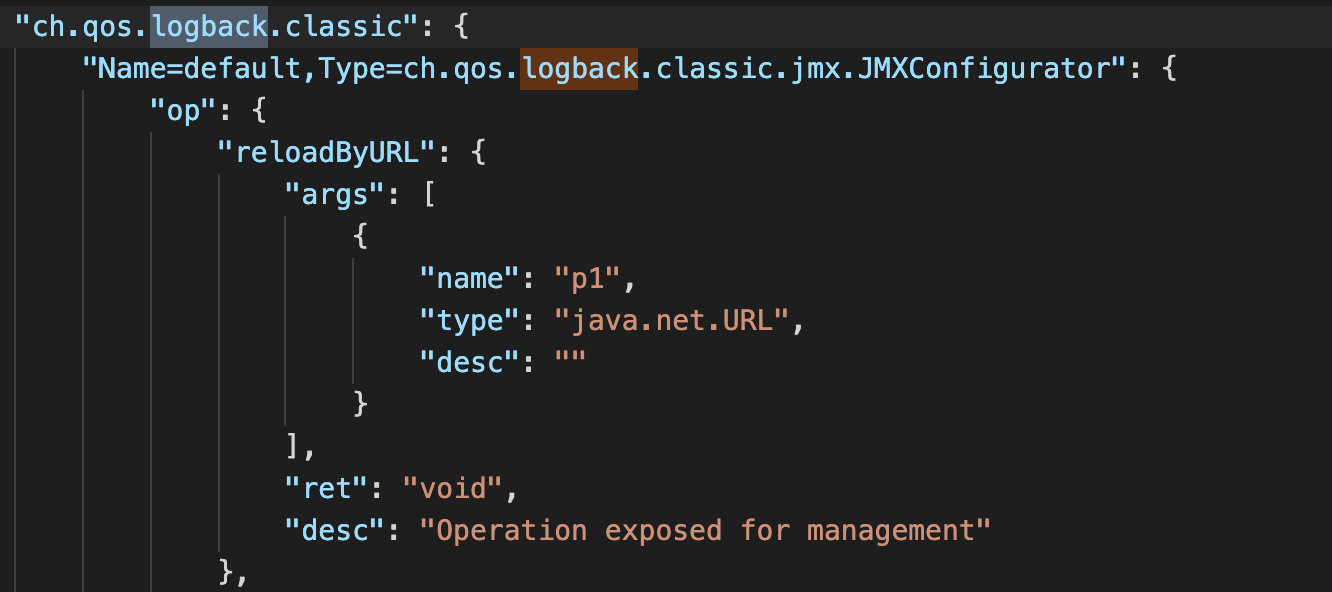 "ch.qos.logback.classic": {
"Name=default,Type=ch.qos.logback.classic.jmx.JMXConfigurator": {
"op": {
"reloadByURL": {
"args": [
{
"name": "p1",
"type": "java.net.URL",
"desc": ""
}
],
"ret": "void",
"desc": "Operation exposed for management"
},